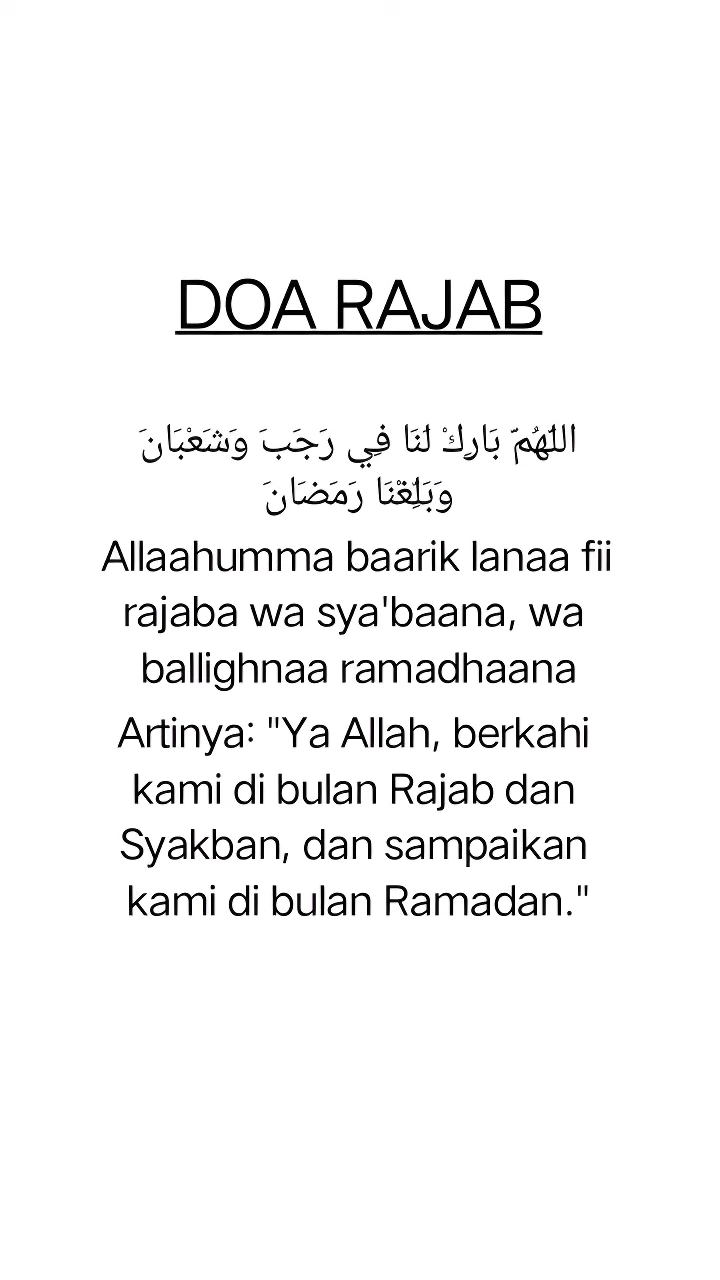 DOA RAJAB
اللّهُمّ بَارِكْ لَنَا فِي رَجَبَ وَشَعْبَانَ
وَبَلِّغْنَا رَمَضَانَ
Allaahumma baarik lanaa fii
rajaba wa sya'baana, wa
ballighnaa ramadhaana
Artinya: "Ya Allah, berkahi
kami di bulan Rajab dan
Syakban, dan sampaikan
kami di bulan Ramadan."